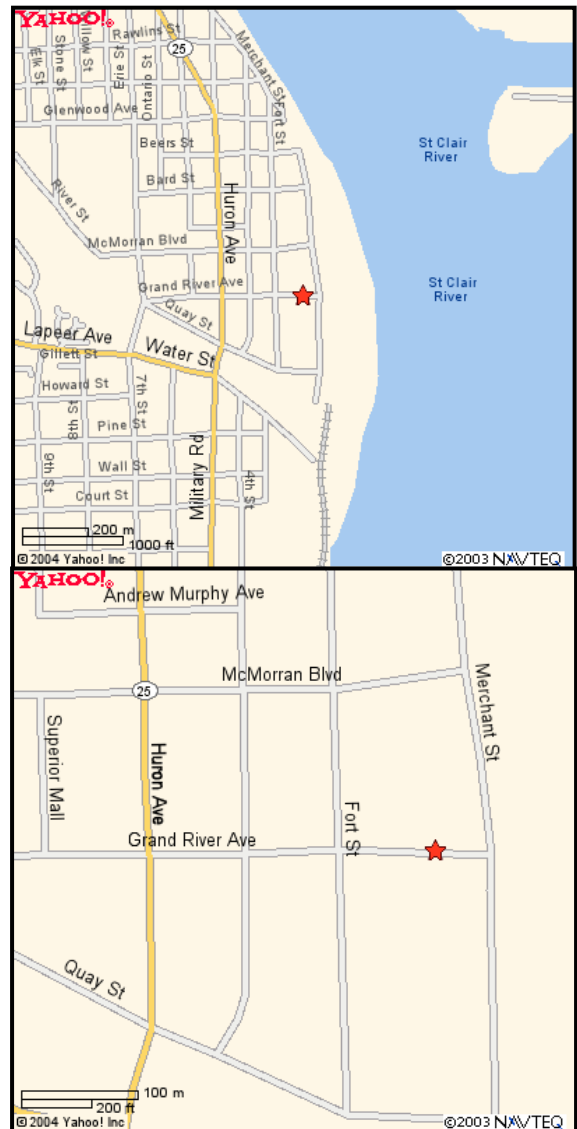 YAHOO!®
Rawlins St
25
Merchant St
Elk St
Stone St
Willow St
Erie St
Ontario St
Fort St
Glenwood Ave
Beers St
St Clair
River
Bard St
River St
Huron Ave
McMorran Blvd
Grand River Ave
St Clair
River
Quay St
Lapeer Ave
Water St
Gillett St
Howard St
7th St
8th St
Pine St
Military Rd
9th St
Wall St
4th St
Court St
200 m
1000 ft
© 2004 Yahoo! Inc
©2003 NAVTEQ
YAHOO!®
Andrew Murphy Ave
McMorran Blvd
25
Merchant St
Superior Mall
Huron Ave
Fort St
Grand River Ave
Quay St
100 m
200 ft
© 2004 Yahoo! Inc
©2003 NAVTEQ